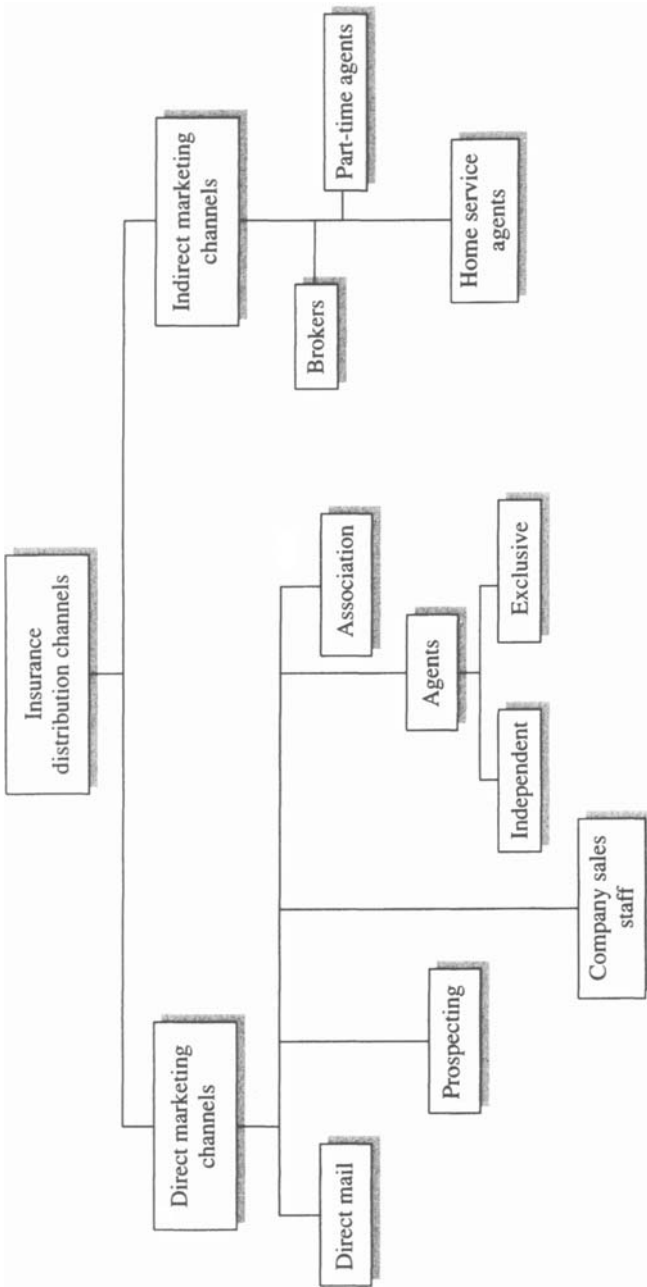 Insurance
distribution channels
Direct marketing
channels
Indirect marketing
channels
Direct mail
Prospecting
Company sales
staff
Agents
Independent
Exclusive
Association
Brokers
Part-time agents
Home service
agents